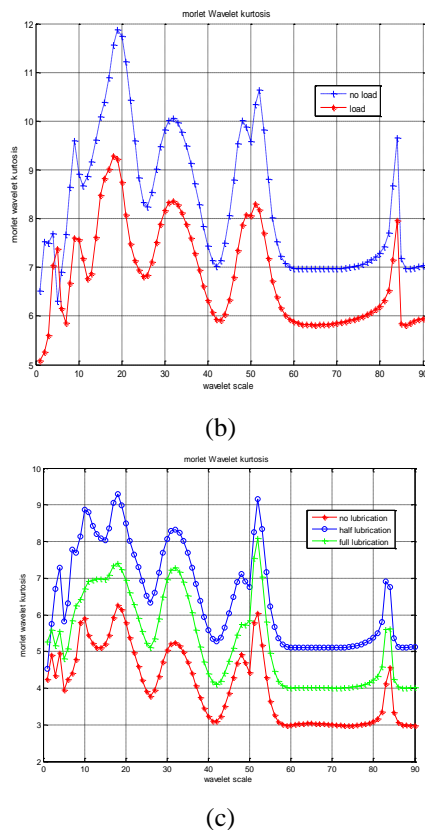 morlet Wavelet kurtosis
12
11
10
9
8
7
6
5
morlet wavelet kurtosis
no load
load
0 10 20 30 40 50 60 70 80 90
wavelet scale
(b)
morlet Wavelet kurtosis
10
9
8
7
6
5
4
3
2
morlet wavelet kurtosis
no lubrication
half lubrication
full lubrication
0 10 20 30 40 50 60 70 80 90
wavelet scale
(c)